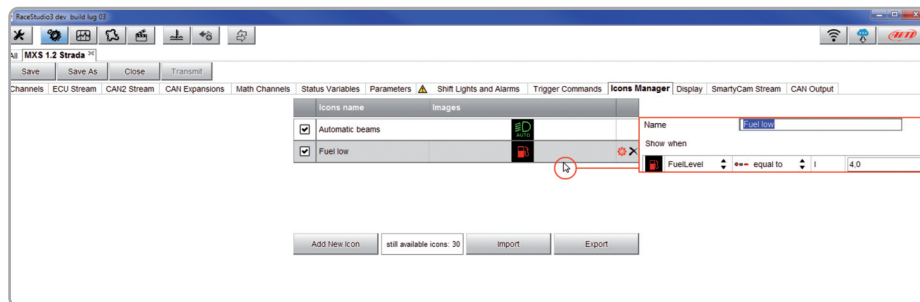 RaceStudio3 dev build lug 03
All MXS 1.2 Strada
AiM
Save Save As Close Transmit
Channels ECU Stream CAN2 Stream CAN Expansions Math Channels Status Variables Parameters Shift Lights and Alarms Trigger Commands Icons Manager Display SmartyCam Stream CAN Output
Icons name Images
Automatic beams AUTO
Name Fuel low
Fuel low
Show when
FuelLevel equal to l 4,0
Add New Icon still available icons: 30 Import Export